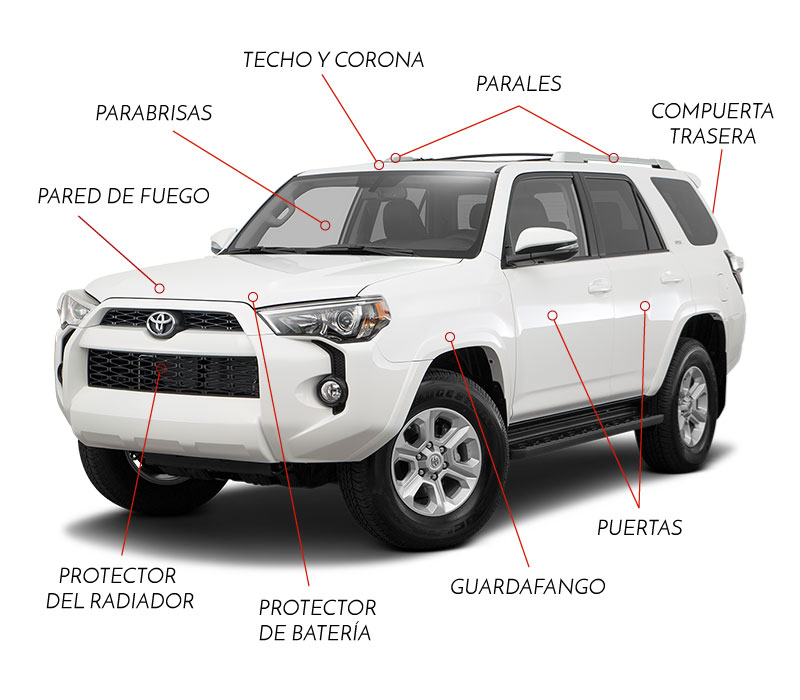 TECHO Y CORONA
PARALES
PARABRISAS
COMPUERTA
TRASERA
PARED DE FUEGO
PUERTAS
PROTECTOR
DEL RADIADOR
GUARDAFANGO
PROTECTOR
DE BATERÍA